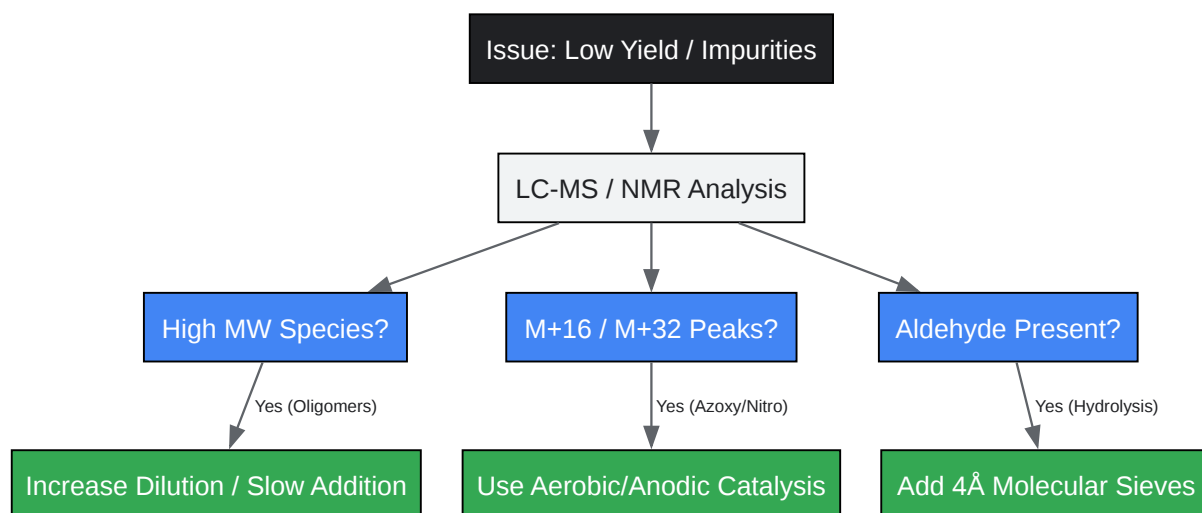 Issue: Low Yield / Impurities
LC-MS / NMR Analysis
High MW Species?
M+16 / M+32 Peaks?
Aldehyde Present?
Yes (Oligomers)
Yes (Azoxy/Nitro)
Yes (Hydrolysis)
Increase Dilution / Slow Addition
Use Aerobic/Anodic Catalysis
Add 4Å Molecular Sieves